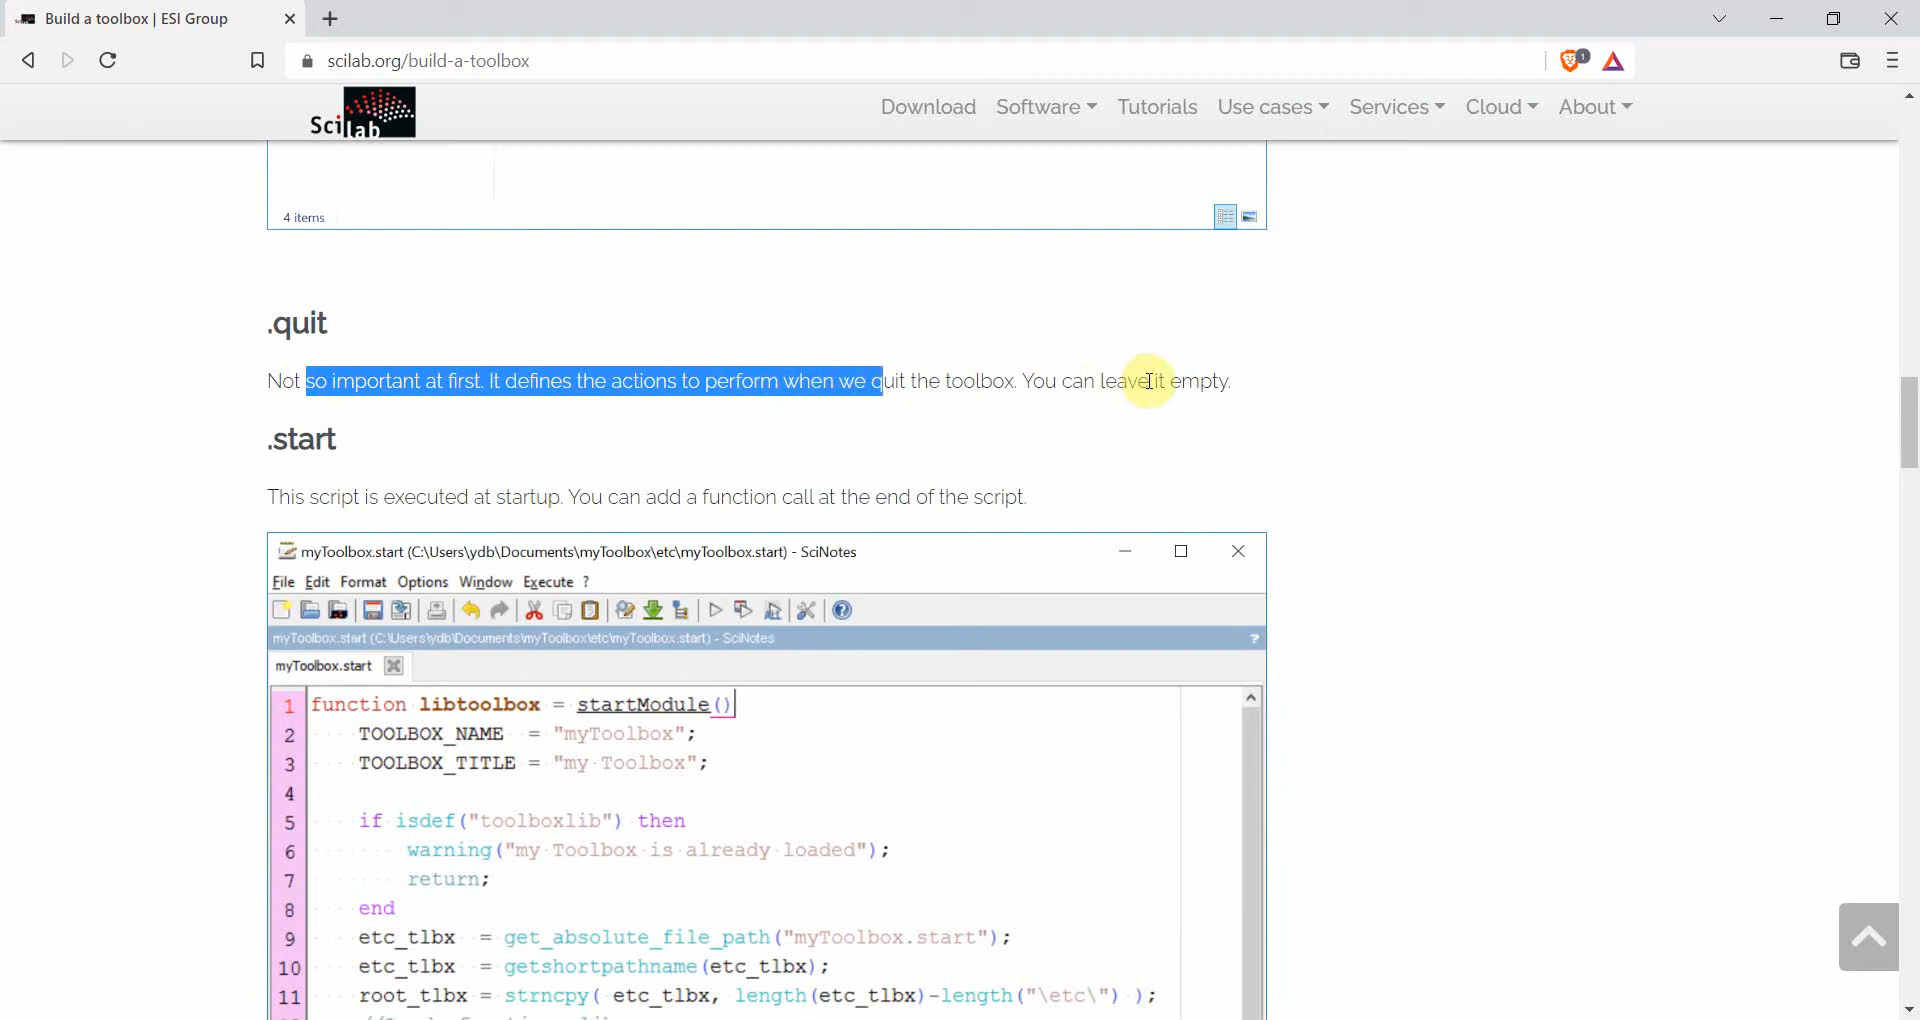 Build a toolbox | ESI Group
scilab.org/build-a-toolbox
1
Scilab
Download Software Tutorials Use cases Services Cloud About
4 items
.quit
Not so important at first. It defines the actions to perform when we quit the toolbox. You can leave it empty.
.start
This script is executed at startup. You can add a function call at the end of the script.
myToolbox.start (C:\Users\ydb\Documents\myToolbox\etc\myToolbox.start) - SciNotes
File Edit Format Options Window Execute ?
myToolbox.start (C:\Users\ydb\Documents\myToolbox\etc\myToolbox.start) - SciNotes ?
myToolbox.start
1 function libtoolbox = startModule()
2 TOOLBOX_NAME = "myToolbox";
3 TOOLBOX_TITLE = "my Toolbox";
4
5 if isdef("toolboxlib") then
6 warning("my Toolbox is already loaded");
7 return;
8 end
9 etc_tlbx = get_absolute_file_path("myToolbox.start");
10 etc_tlbx = getshortpathname(etc_tlbx);
11 root_tlbx = strncpy( etc_tlbx, length(etc_tlbx)-length("\etc\") );